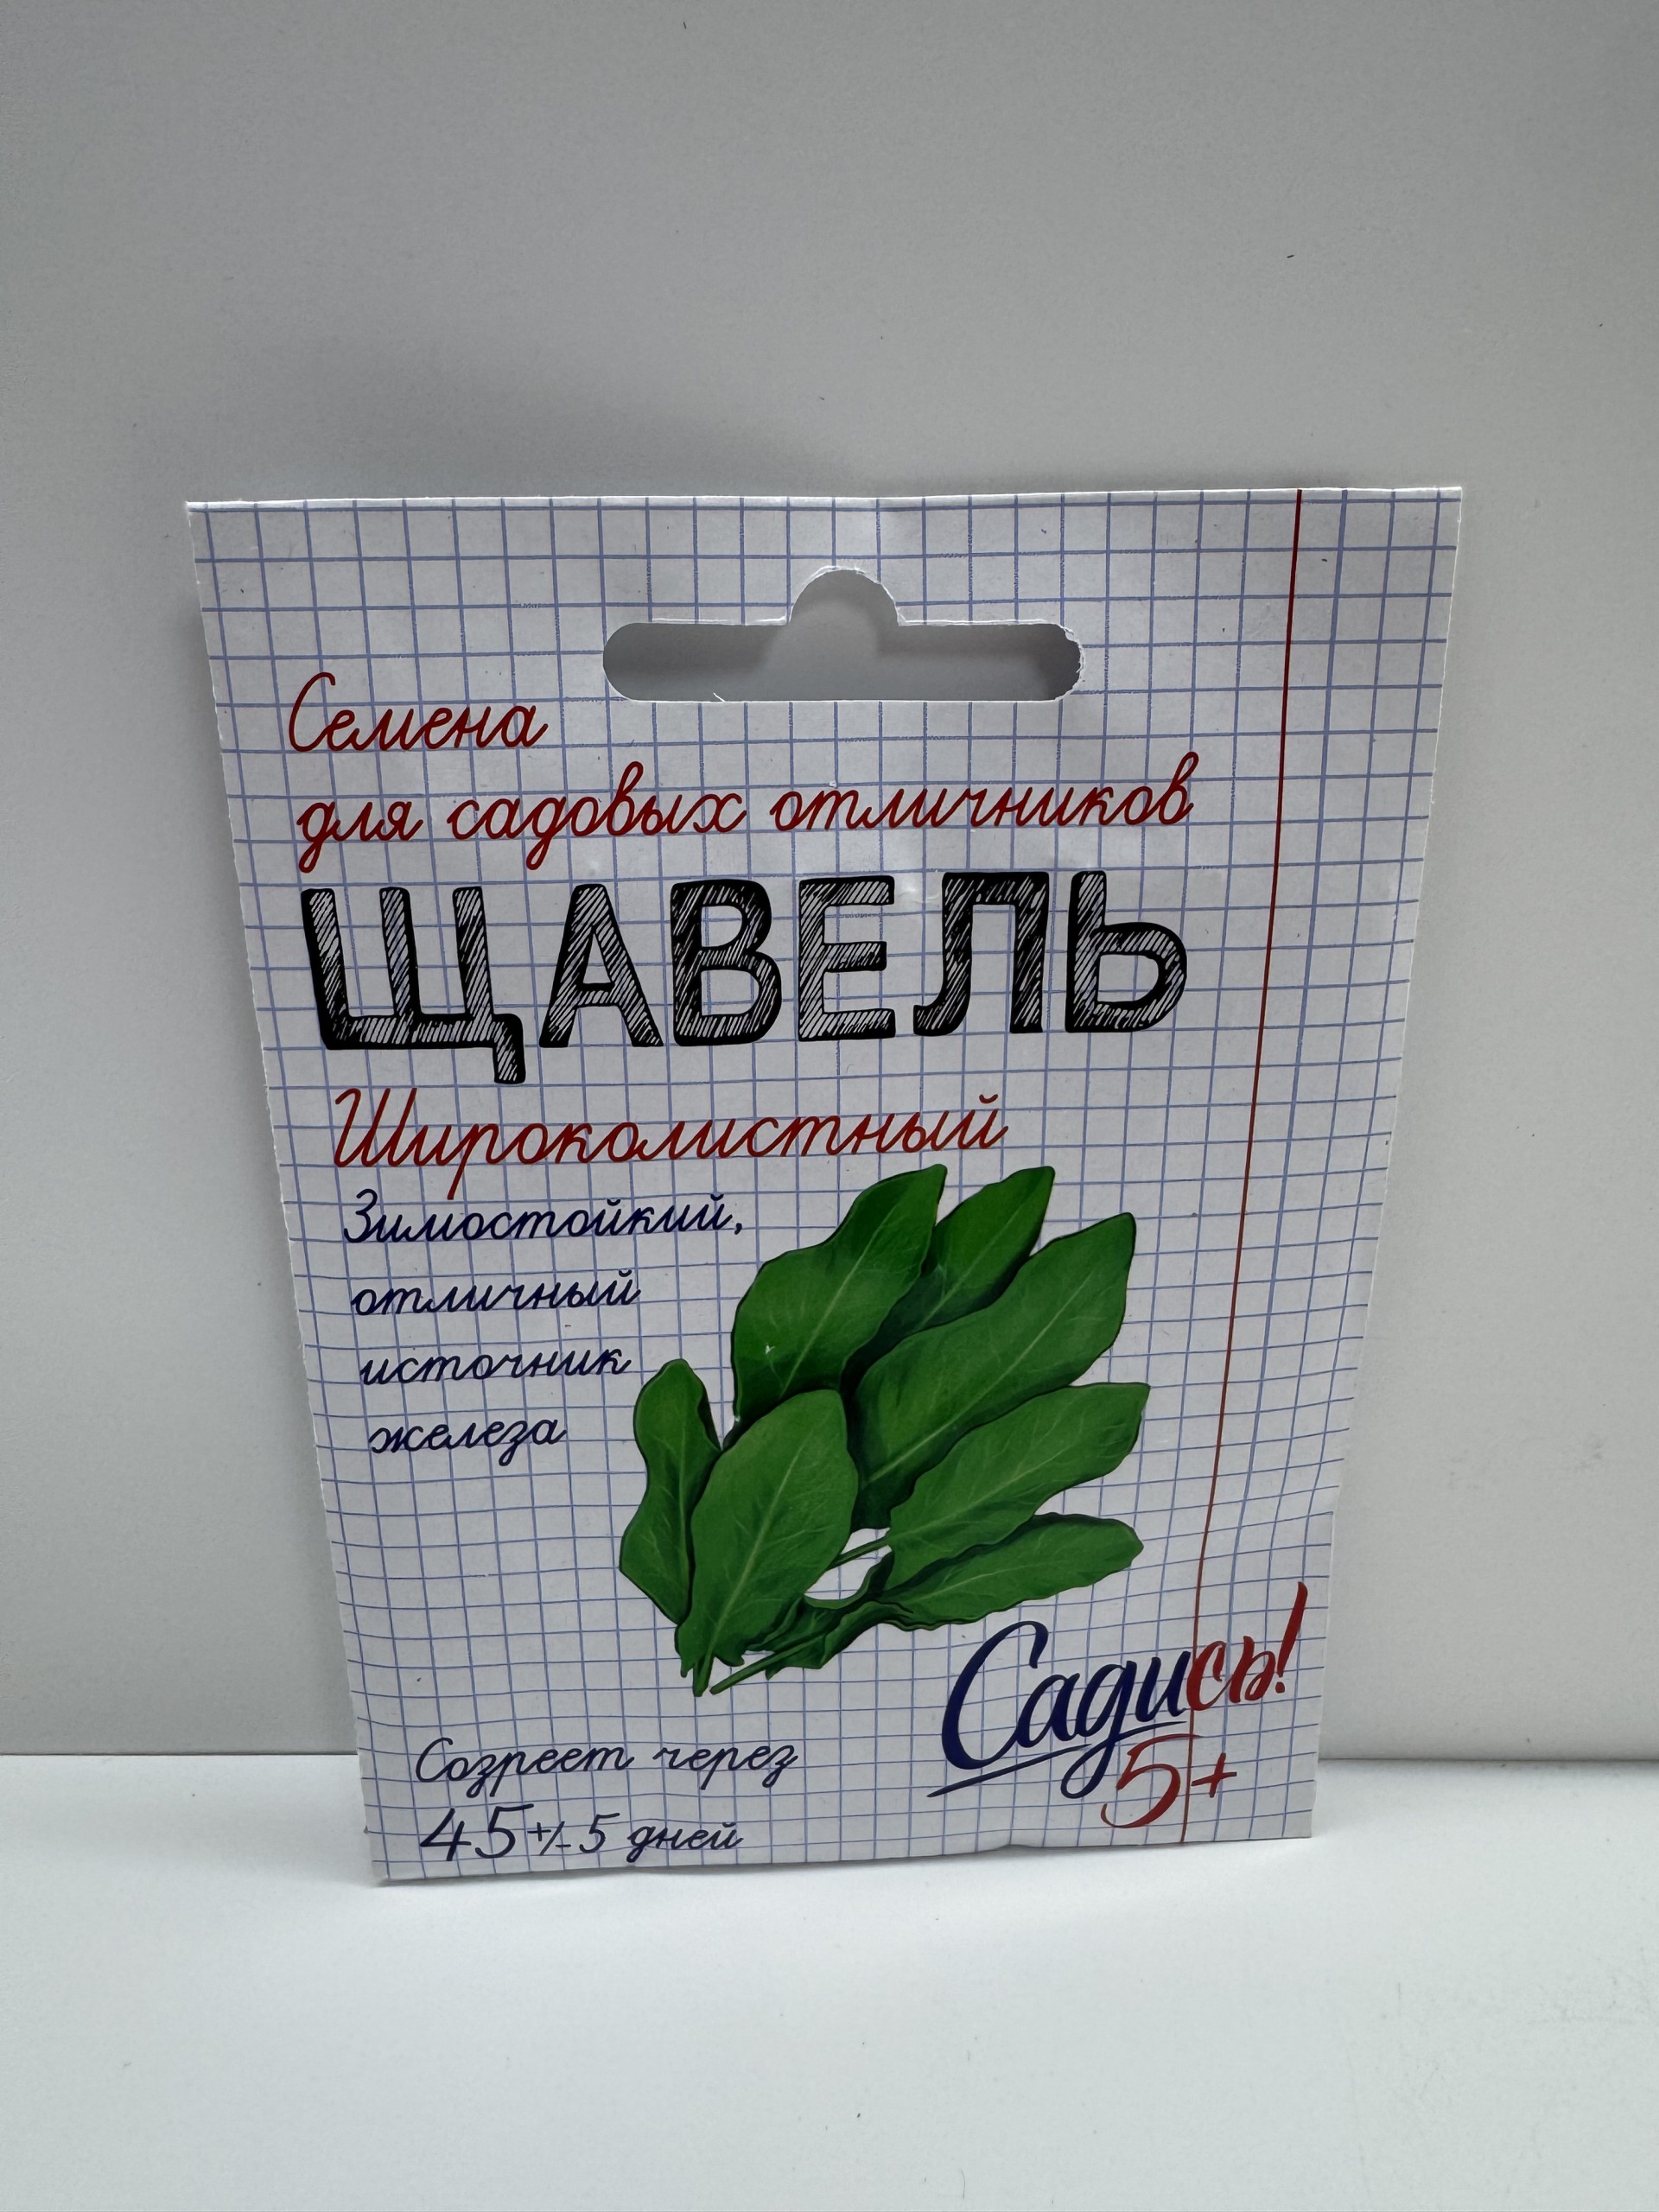 Семена
для садовых отличников
ЩАВЕЛЬ
Широколистный
Зимостойкий,
отличный
источник
железа
Садись!
5+
Созреет через
45+/-5 дней